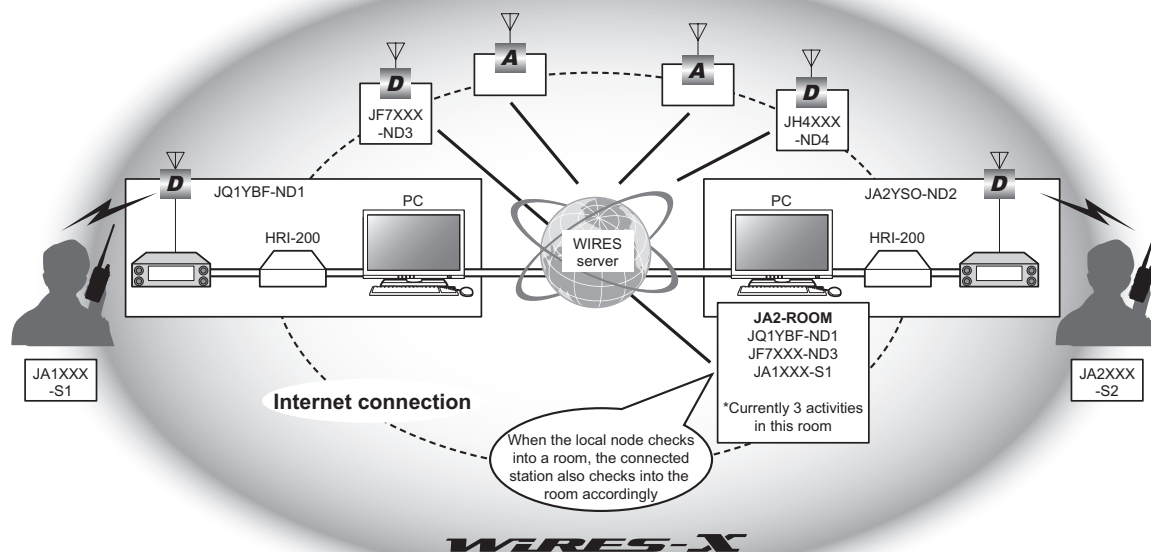 A
A
D
JF7XXX
-ND3
D
JH4XXX
-ND4
D
JQ1YBF-ND1
PC
HRI-200
WIRES
server
PC
JA2YSO-ND2
D
HRI-200
JA1XXX
-S1
JA2XXX
-S2
JA2-ROOM
JQ1YBF-ND1
JF7XXX-ND3
JA1XXX-S1
*Currently 3 activities
in this room
Internet connection
When the local node checks
into a room, the connected
station also checks into the
room accordingly
WIRES-X